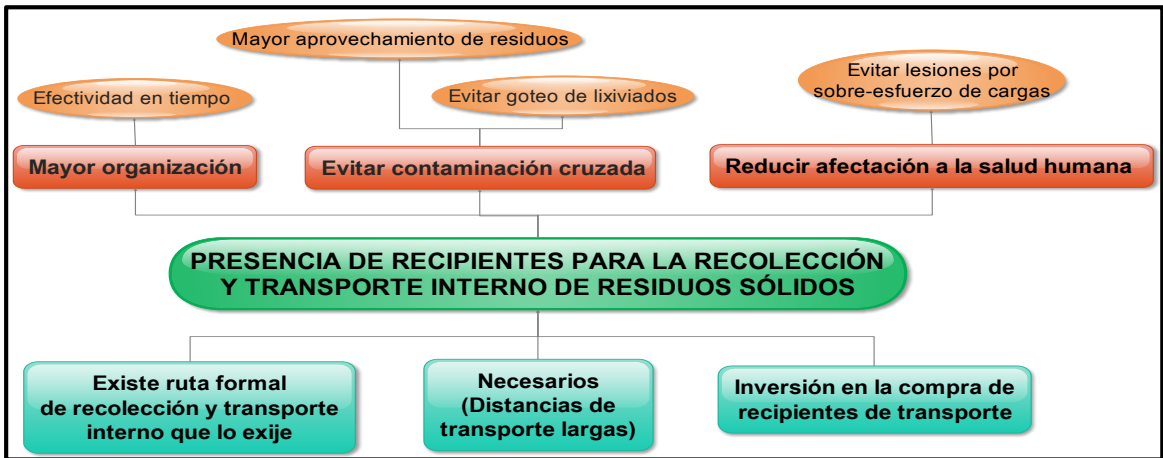 Mayor aprovechamiento de residuos
Efectividad en tiempo
Evitar goteo de lixiviados
Evitar lesiones por
sobre-esfuerzo de cargas
Mayor organización
Evitar contaminación cruzada
Reducir afectación a la salud humana
PRESENCIA DE RECIPIENTES PARA LA RECOLECCIÓN
Y TRANSPORTE INTERNO DE RESIDUOS SÓLIDOS
Existe ruta formal
de recolección y transporte
interno que lo exije
Necesarios
(Distancias de
transporte largas)
Inversión en la compra de
recipientes de transporte